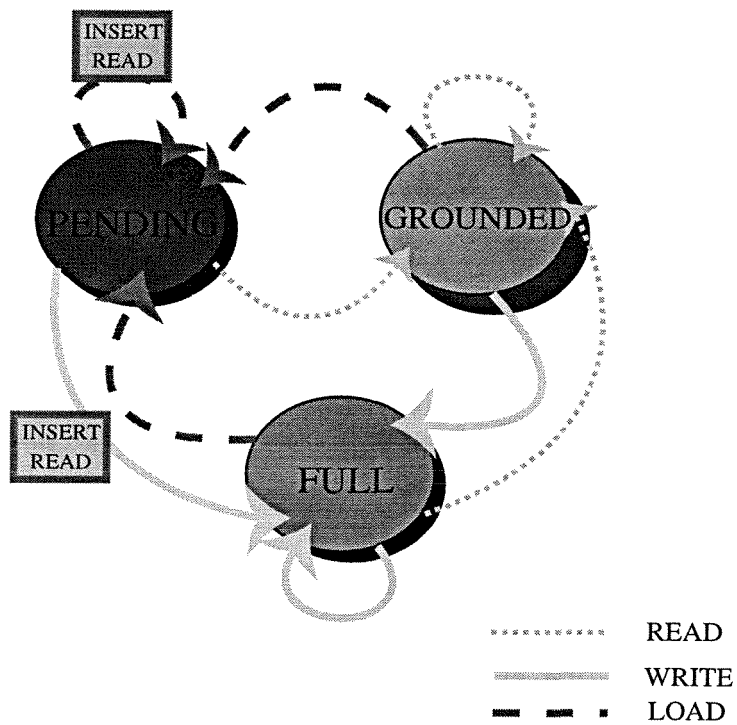 INSERT
READ
PENDING
GROUNDED
INSERT
READ
FULL
READ
WRITE
LOAD